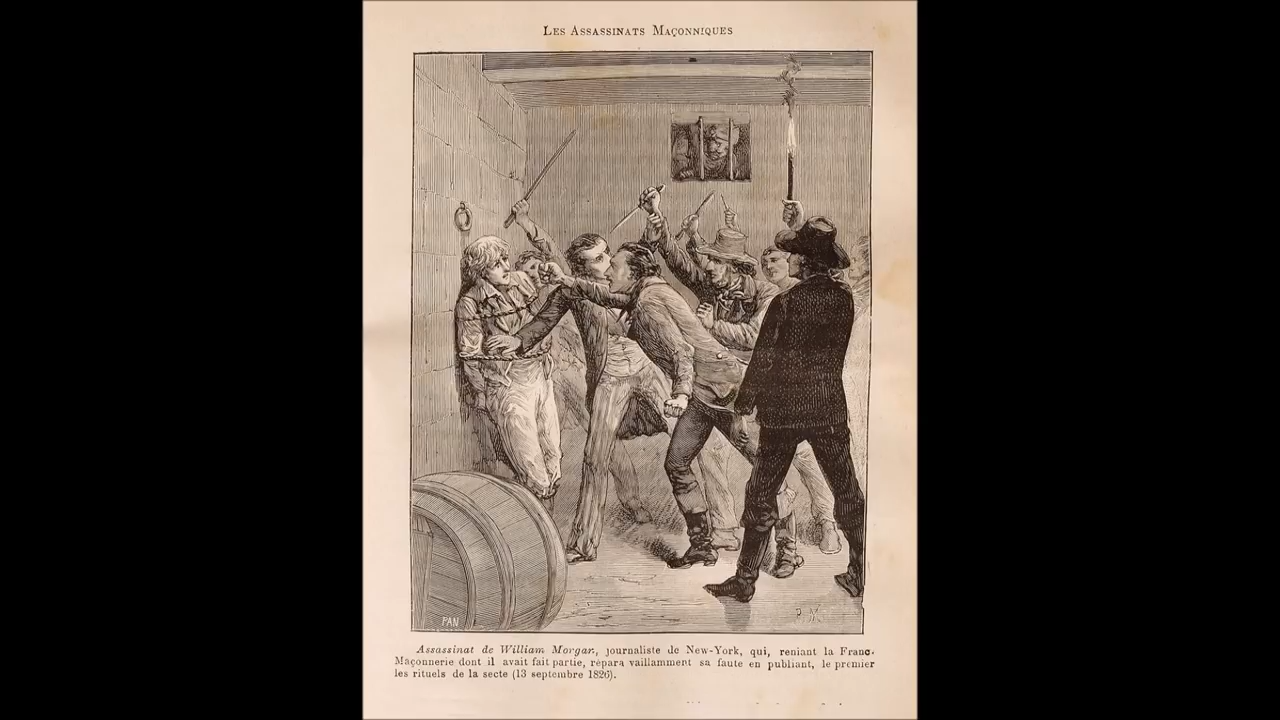 LES ASSASSINATS MAÇONNIQUES
PAN
Assassinat de William Morgan, journaliste de New-York, qui, reniant la Franc-
Maçonnerie dont il avait fait partie, répara vaillamment sa faute en publiant, le premier
les rituels de la secte (13 septembre 1826).